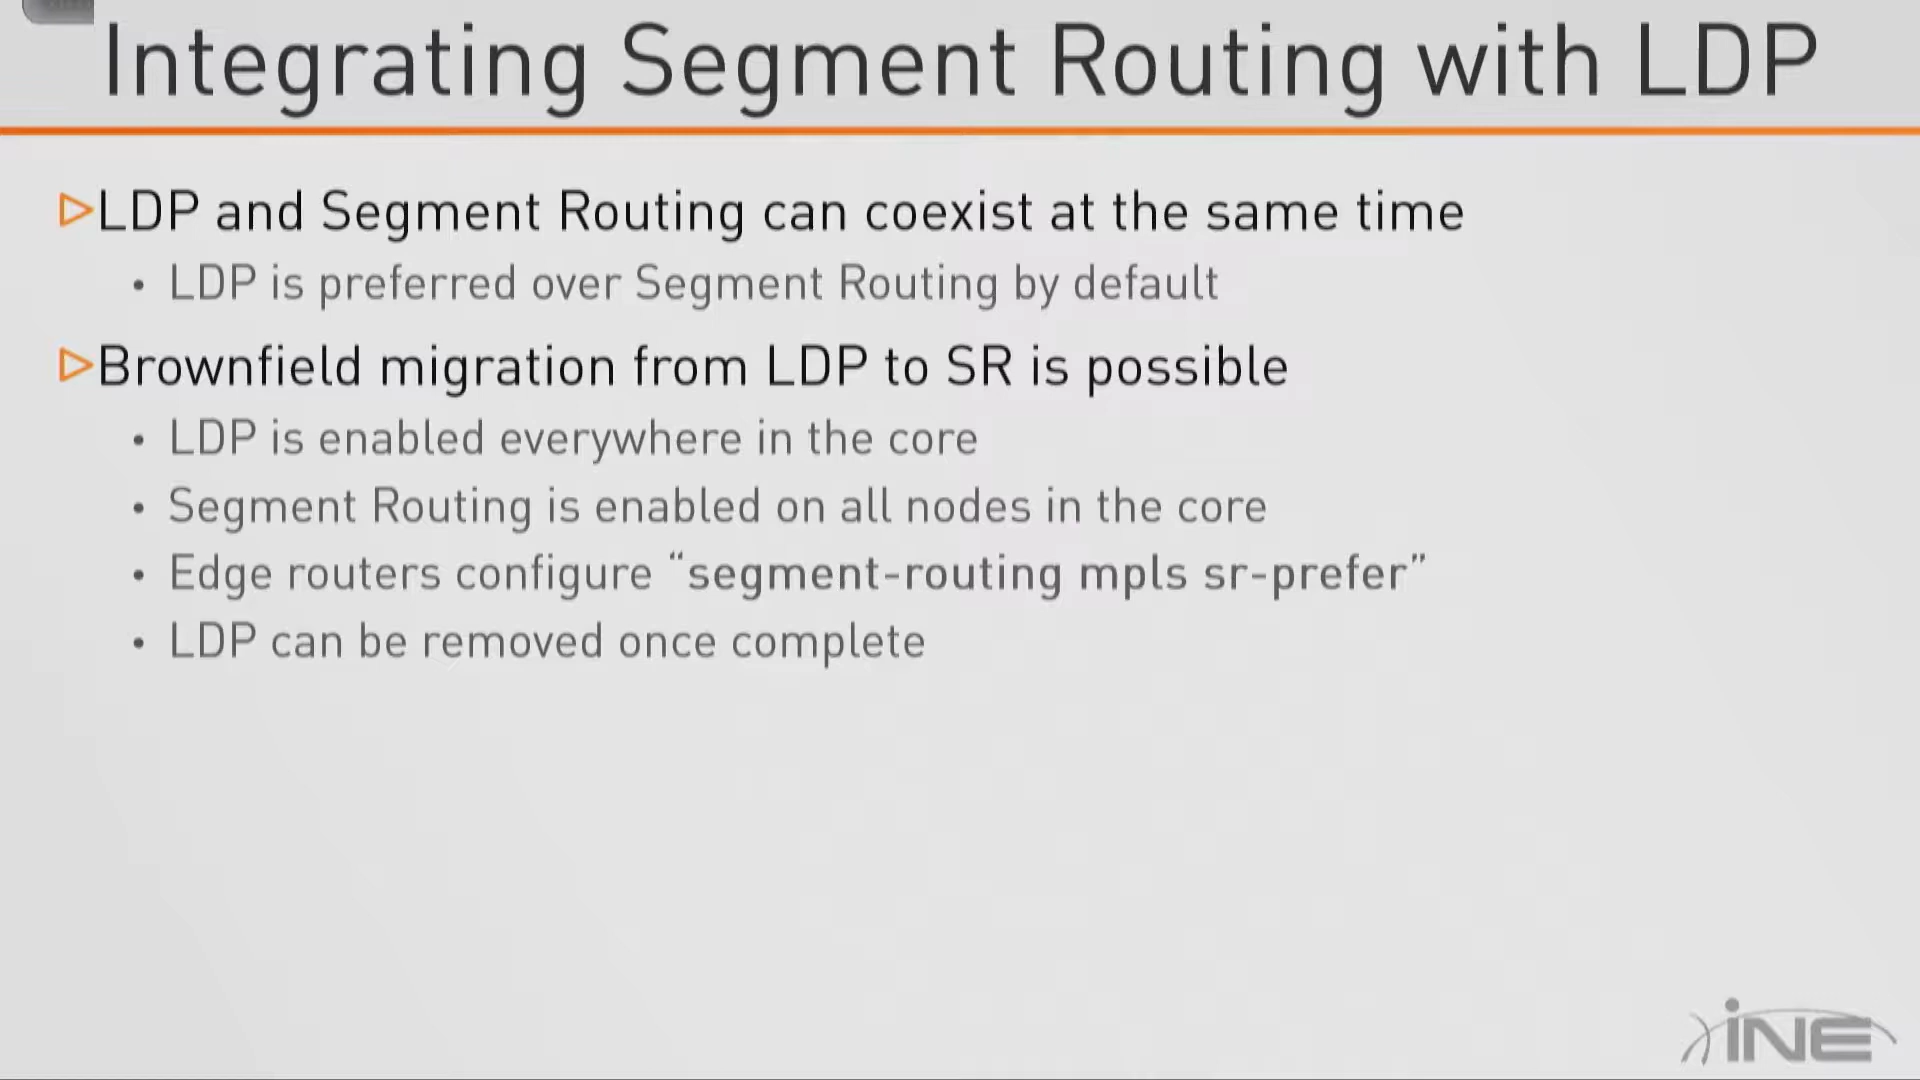 Integrating Segment Routing with LDP
LDP and Segment Routing can coexist at the same time
• LDP is preferred over Segment Routing by default
Brownfield migration from LDP to SR is possible
• LDP is enabled everywhere in the core
• Segment Routing is enabled on all nodes in the core
• Edge routers configure “segment-routing mpls sr-prefer”
• LDP can be removed once complete
iNE